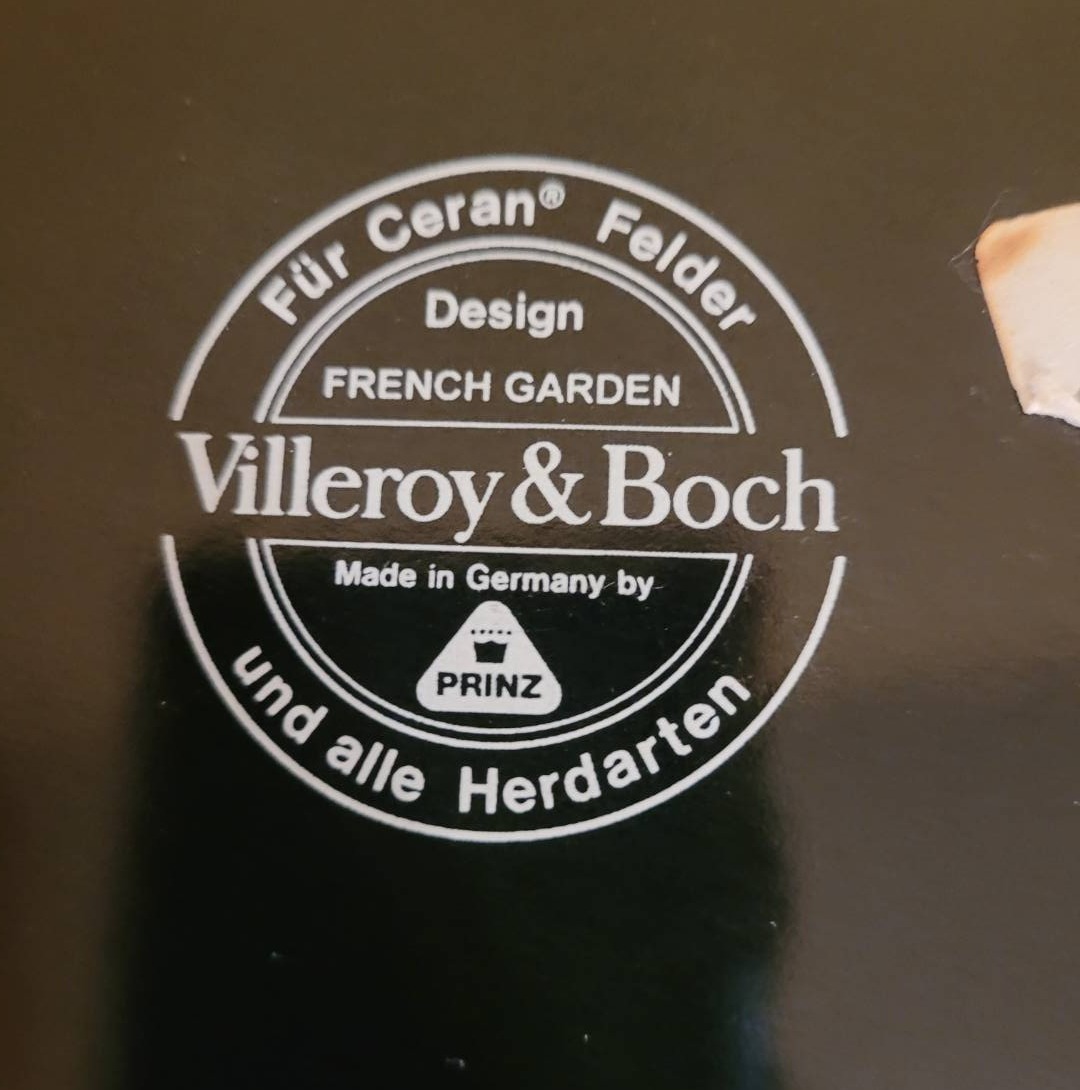 Für Ceran® Felder
Design
FRENCH GARDEN
Villeroy & Boch
Made in Germany by
PRINZ
und alle Herdarten